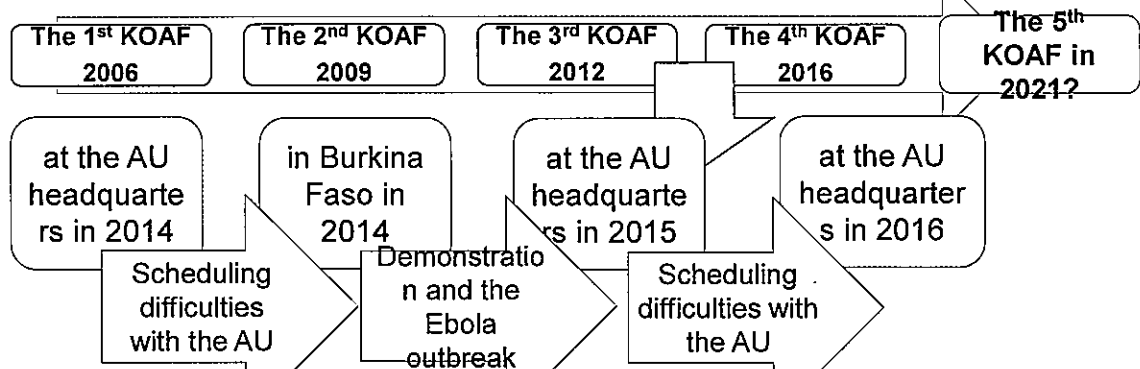 The 1st KOAF
2006
The 2nd KOAF
2009
The 3rd KOAF
2012
The 4th KOAF
2016
The 5th
KOAF in
2021?
at the AU
headquarte
rs in 2014
in Burkina
Faso in
2014
at the AU
headquarte
rs in 2015
at the AU
headquarter
s in 2016
Scheduling
difficulties
with the AU
Demonstratio
n and the
Ebola
outbreak
Scheduling
difficulties with
the AU